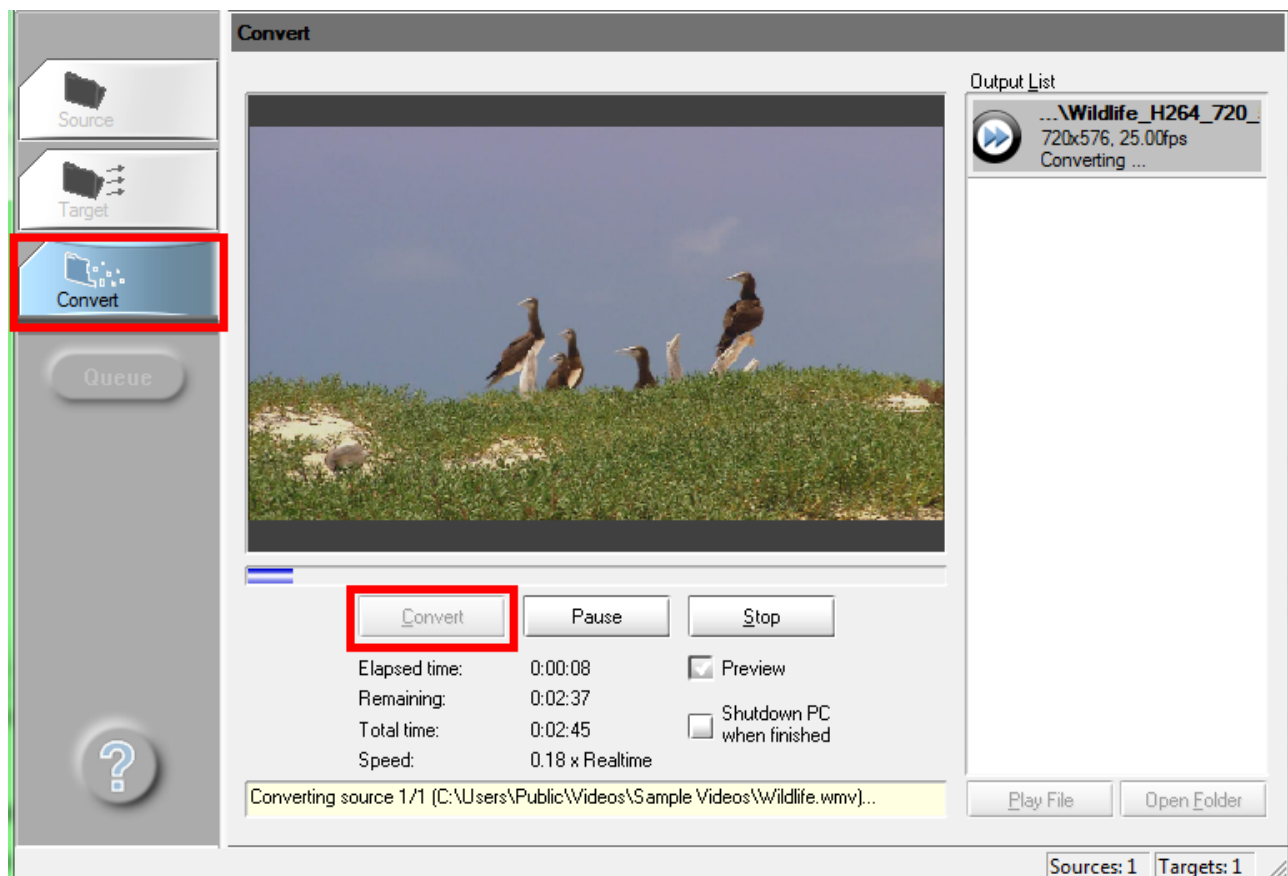 Convert
Source
Target
Convert
Queue
Output List
...\Wildlife_H264_720_
720x576, 25.00fps
Converting ...
Convert
Pause
Stop
Elapsed time: 0:00:08
Preview
Remaining: 0:02:37
Total time: 0:02:45
Shutdown PC
when finished
Speed: 0.18 x Realtime
Converting source 1/1 (C:\Users\Public\Videos\Sample Videos\Wildlife.wmv)...
Play File
Open Folder
?
Sources: 1
Targets: 1